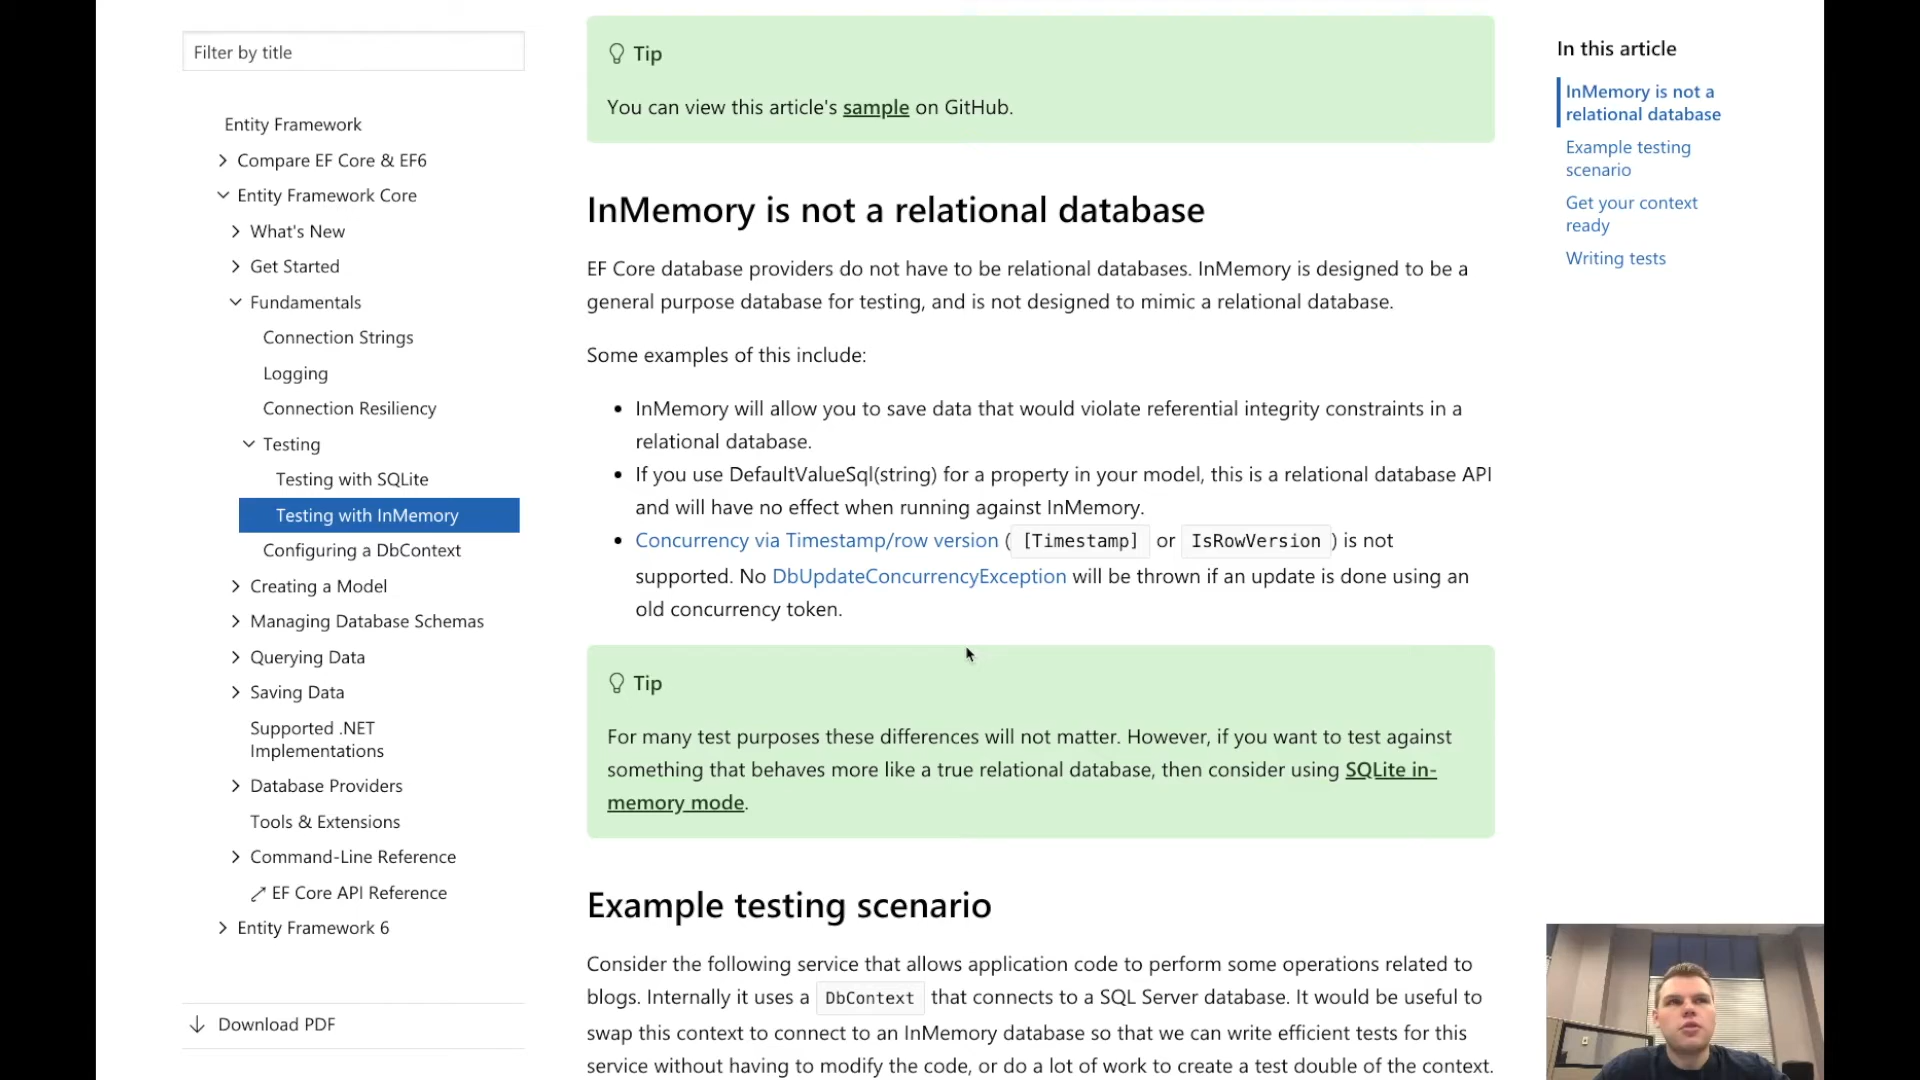 Filter by title
Entity Framework
Compare EF Core & EF6
Entity Framework Core
What's New
Get Started
Fundamentals
Connection Strings
Logging
Connection Resiliency
Testing
Testing with SQLite
Testing with InMemory
Configuring a DbContext
Creating a Model
Managing Database Schemas
Querying Data
Saving Data
Supported .NET
Implementations
Database Providers
Tools & Extensions
Command-Line Reference
EF Core API Reference
Entity Framework 6
Download PDF
Tip
You can view this article's sample on GitHub.
InMemory is not a relational database
EF Core database providers do not have to be relational databases. InMemory is designed to be a
general purpose database for testing, and is not designed to mimic a relational database.
Some examples of this include:
• InMemory will allow you to save data that would violate referential integrity constraints in a
relational database.
• If you use DefaultValueSql(string) for a property in your model, this is a relational database API
and will have no effect when running against InMemory.
• Concurrency via Timestamp/row version ( [Timestamp] or IsRowVersion ) is not
supported. No DbUpdateConcurrencyException will be thrown if an update is done using an
old concurrency token.
Tip
For many test purposes these differences will not matter. However, if you want to test against
something that behaves more like a true relational database, then consider using SQLite in-
memory mode.
Example testing scenario
Consider the following service that allows application code to perform some operations related to
blogs. Internally it uses a DbContext that connects to a SQL Server database. It would be useful to
swap this context to connect to an InMemory database so that we can write efficient tests for this
service without having to modify the code, or do a lot of work to create a test double of the context.
In this article
InMemory is not a
relational database
Example testing
scenario
Get your context
ready
Writing tests